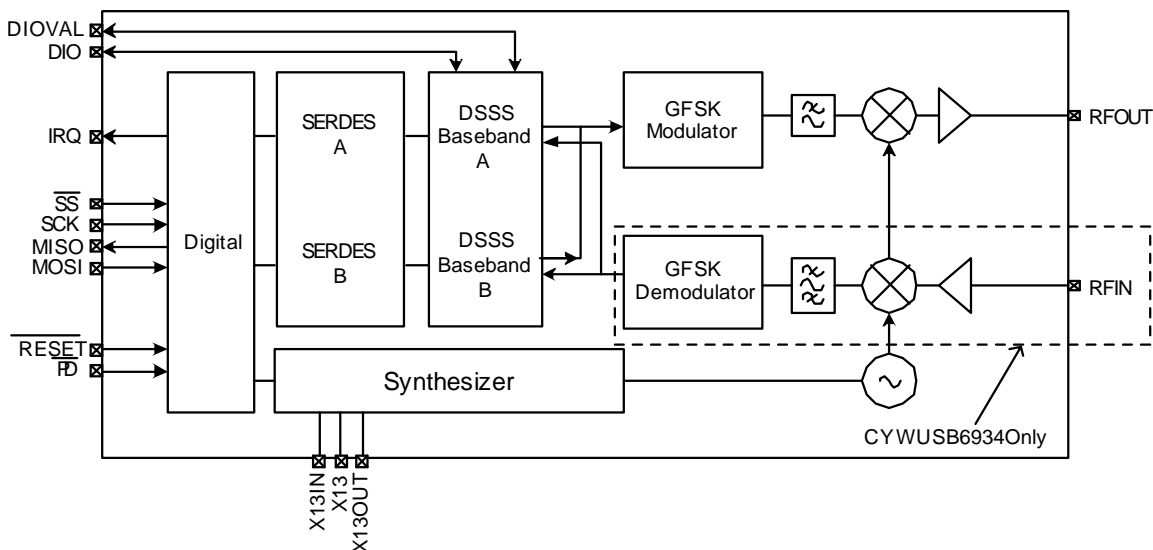 DIOVAL
DIO
IRQ
SS
SCK
MISO
MOSI
RESET
PD
Digital
SERDES
A
SERDES
B
DSSS
Baseband
A
DSSS
Baseband
B
GFSK
Modulator
GFSK
Demodulator
RFOUT
RFIN
Synthesizer
CYWUSB6934Only
X13IN
X13
X13OUT